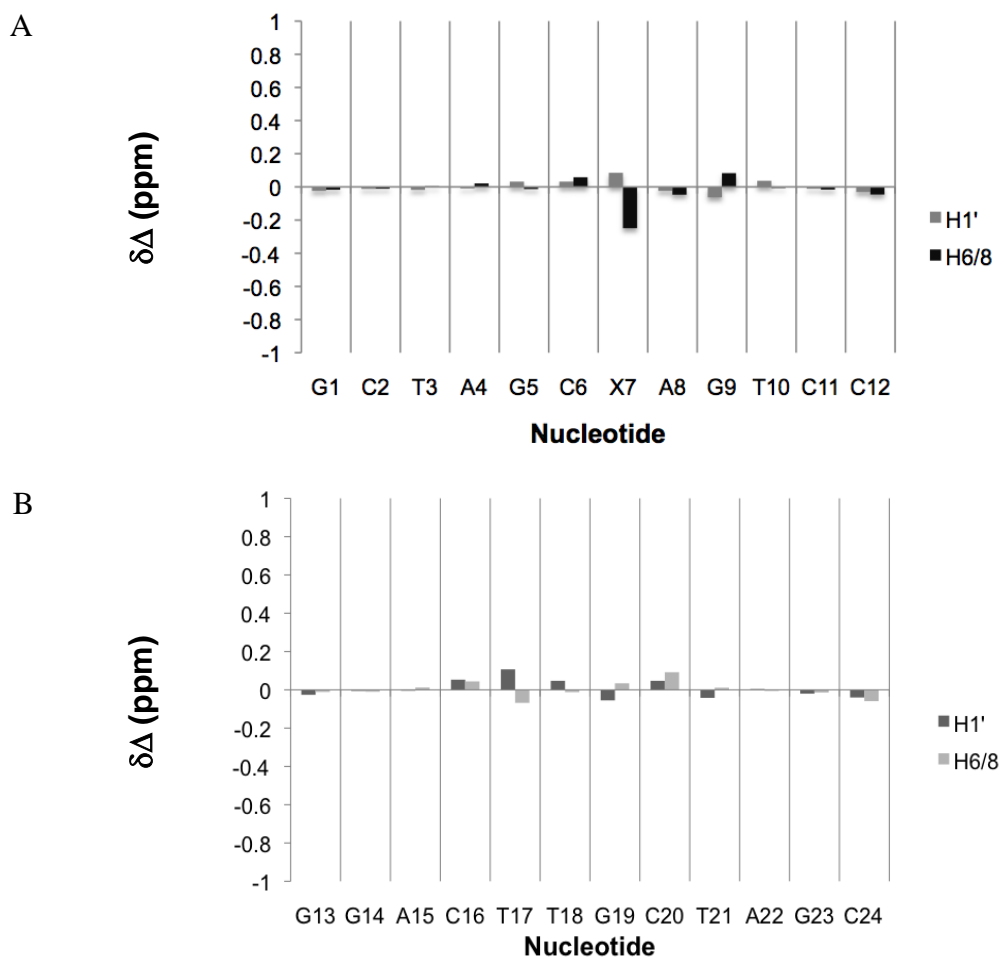 A
δΔ (ppm)
1
0.8
0.6
0.4
0.2
0
-0.2
-0.4
-0.6
-0.8
-1
G1 C2 T3 A4 G5 C6 X7 A8 G9 T10 C11 C12
Nucleotide
H1'
H6/8
B
δΔ (ppm)
1
0.8
0.6
0.4
0.2
0
-0.2
-0.4
-0.6
-0.8
-1
G13 G14 A15 C16 T17 T18 G19 C20 T21 A22 G23 C24
Nucleotide
H1'
H6/8